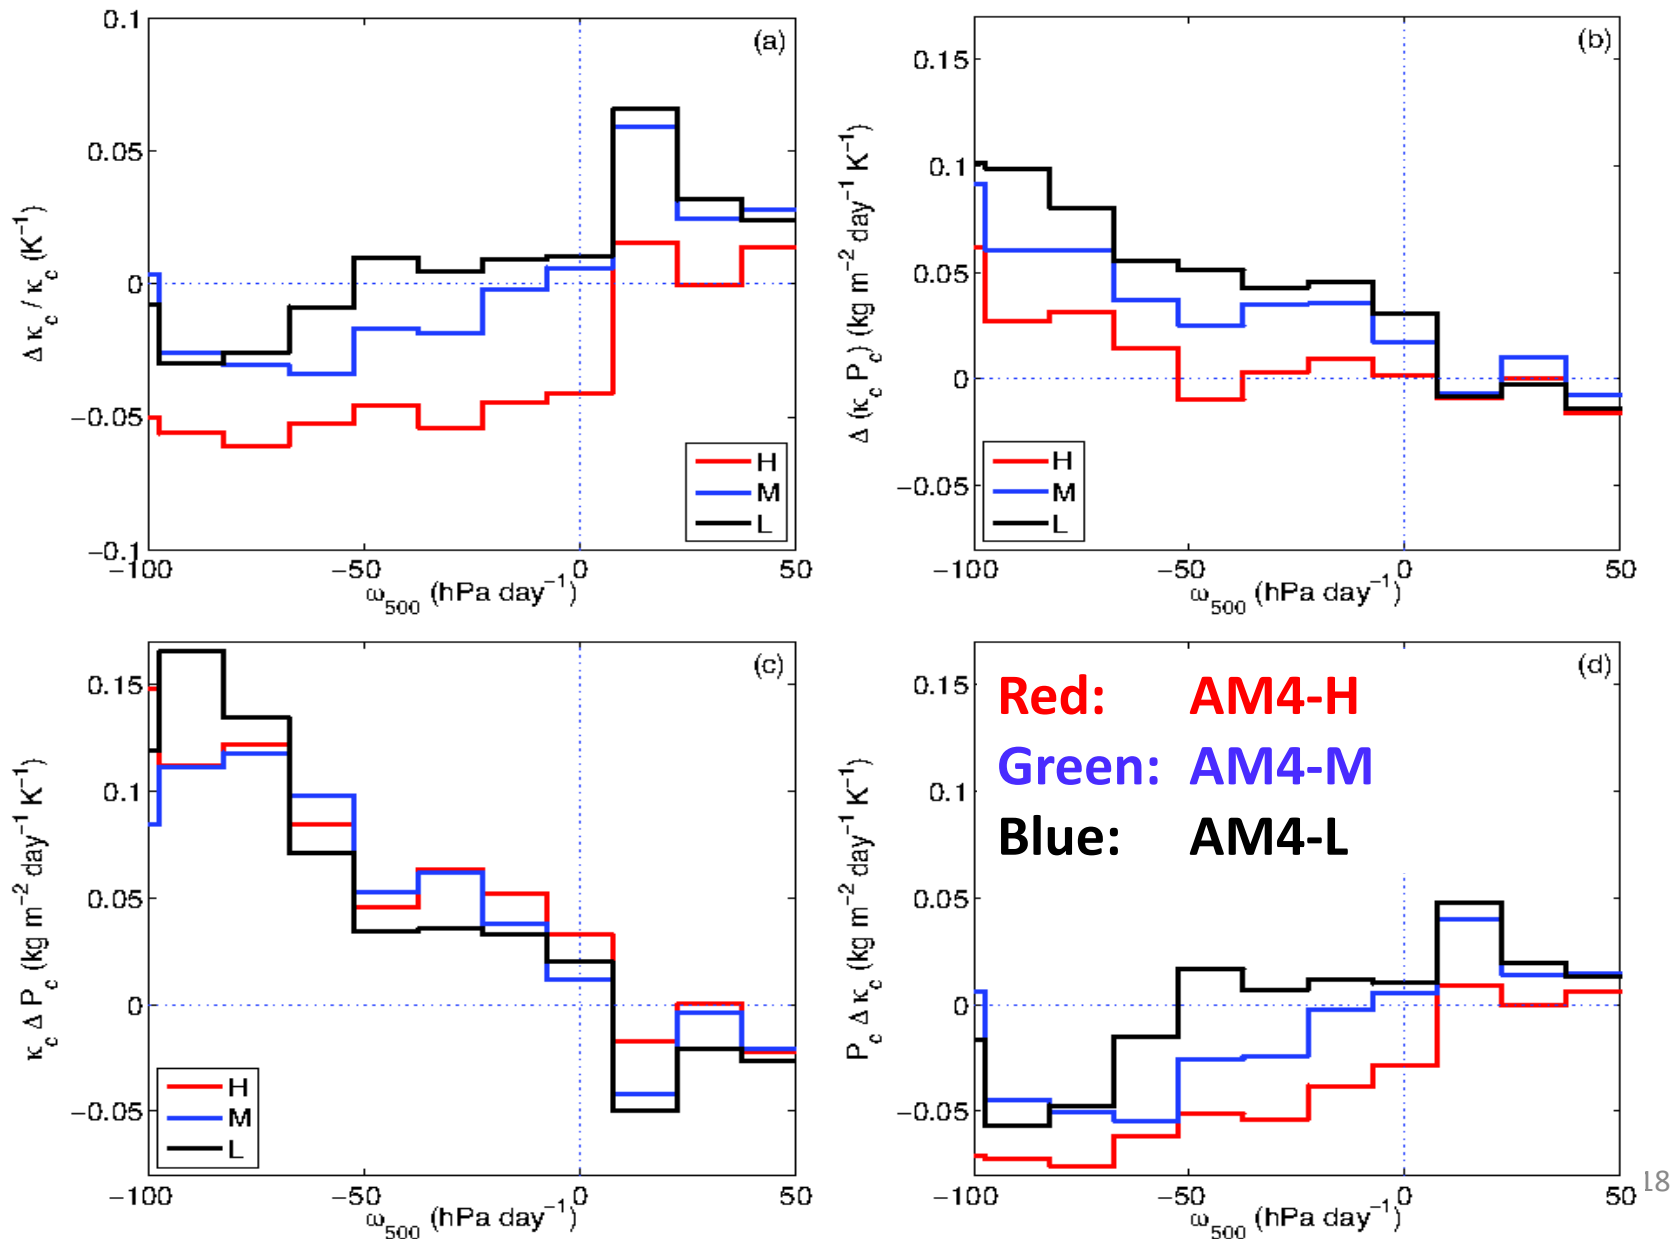 (a)
0.1
0.05
0
−0.05
−0.1
Δ κc / κc (K−1)
H
M
L
−100 −50 0 50
ω500 (hPa day−1)
(b)
0.15
0.1
0.05
0
−0.05
Δ (κc Pc) (kg m−2 day−1 K−1)
H
M
L
−100 −50 0 50
ω500 (hPa day−1)
(c)
0.15
0.1
0.05
0
−0.05
κc Δ Pc (kg m−2 day−1 K−1)
H
M
L
−100 −50 0 50
ω500 (hPa day−1)
(d)
0.15
0.1
0.05
0
−0.05
Pc Δ κc (kg m−2 day−1 K−1)
Red: AM4-H
Green: AM4-M
Blue: AM4-L
−100 −50 0 50
ω500 (hPa day−1)
18